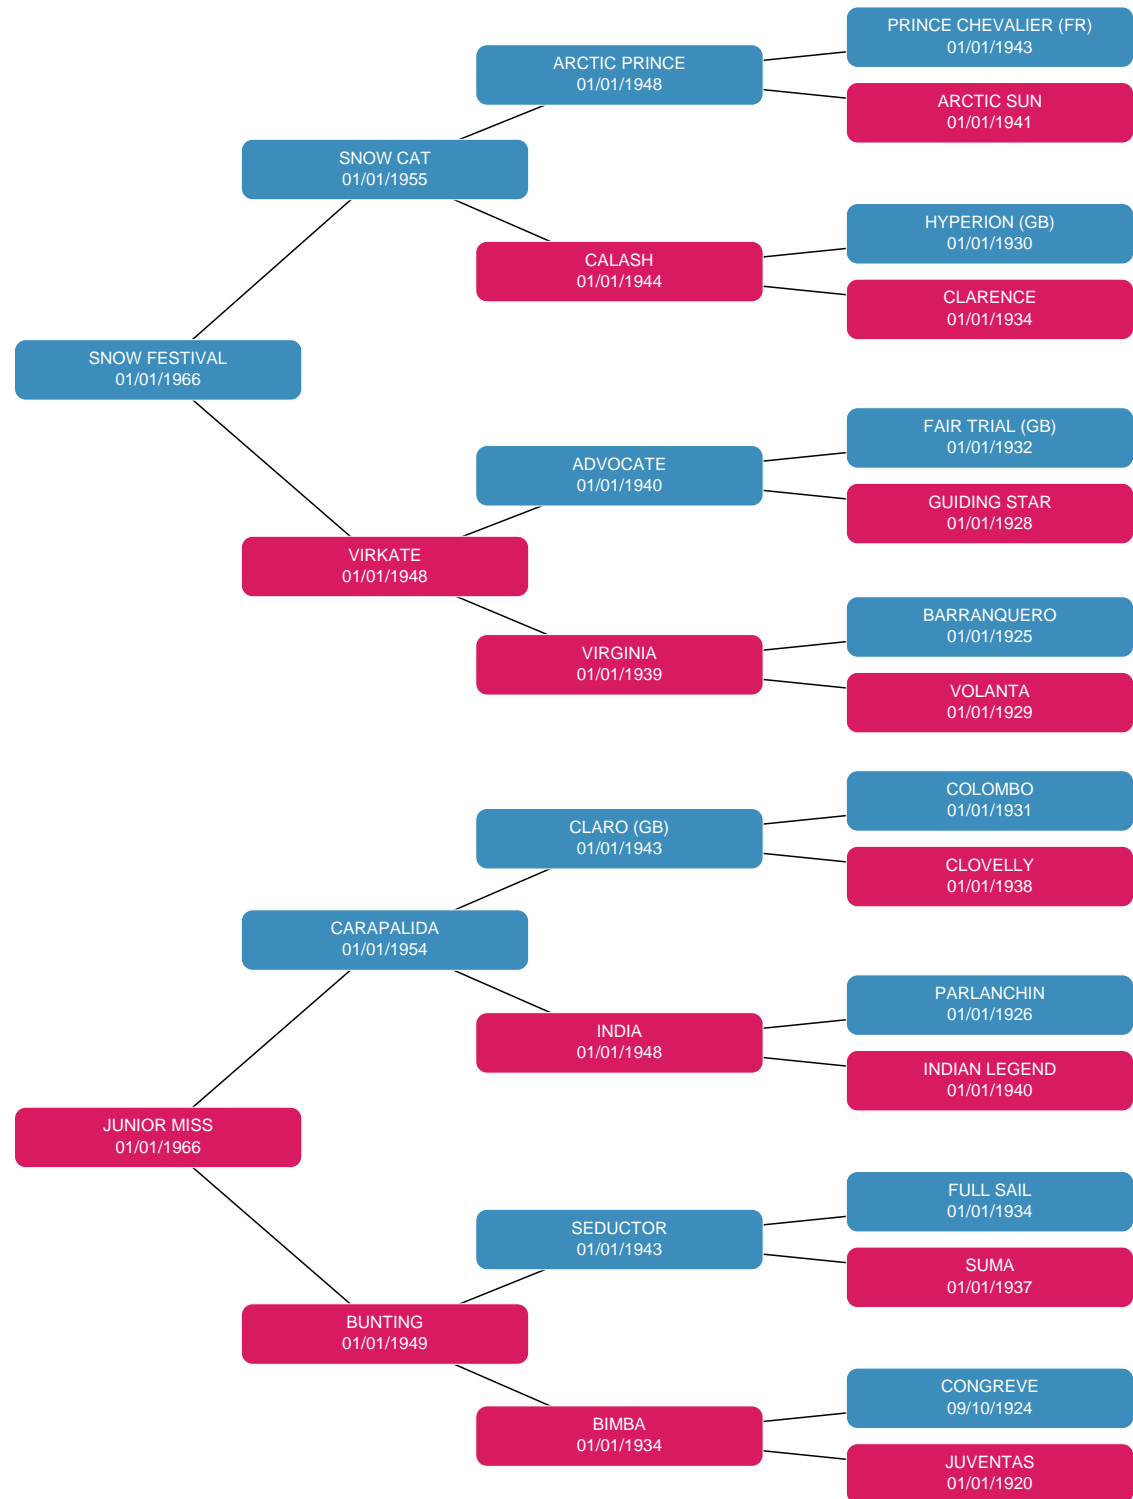 PRINCE CHEVALIER (FR)
01/01/1943
ARCTIC PRINCE
01/01/1948
ARCTIC SUN
01/01/1941
SNOW CAT
01/01/1955
HYPERION (GB)
01/01/1930
CALASH
01/01/1944
CLARENCE
01/01/1934
SNOW FESTIVAL
01/01/1966
FAIR TRIAL (GB)
01/01/1932
ADVOCATE
01/01/1940
GUIDING STAR
01/01/1928
VIRKATE
01/01/1948
BARRANQUERO
01/01/1925
VIRGINIA
01/01/1939
VOLANTA
01/01/1929
COLOMBO
01/01/1931
CLARO (GB)
01/01/1943
CLOVELLY
01/01/1938
CARAPALIDA
01/01/1954
PARLANCHIN
01/01/1926
INDIA
01/01/1948
INDIAN LEGEND
01/01/1940
JUNIOR MISS
01/01/1966
FULL SAIL
01/01/1934
SEDUCTOR
01/01/1943
SUMA
01/01/1937
BUNTING
01/01/1949
CONGREVE
09/10/1924
BIMBA
01/01/1934
JUVENTAS
01/01/1920